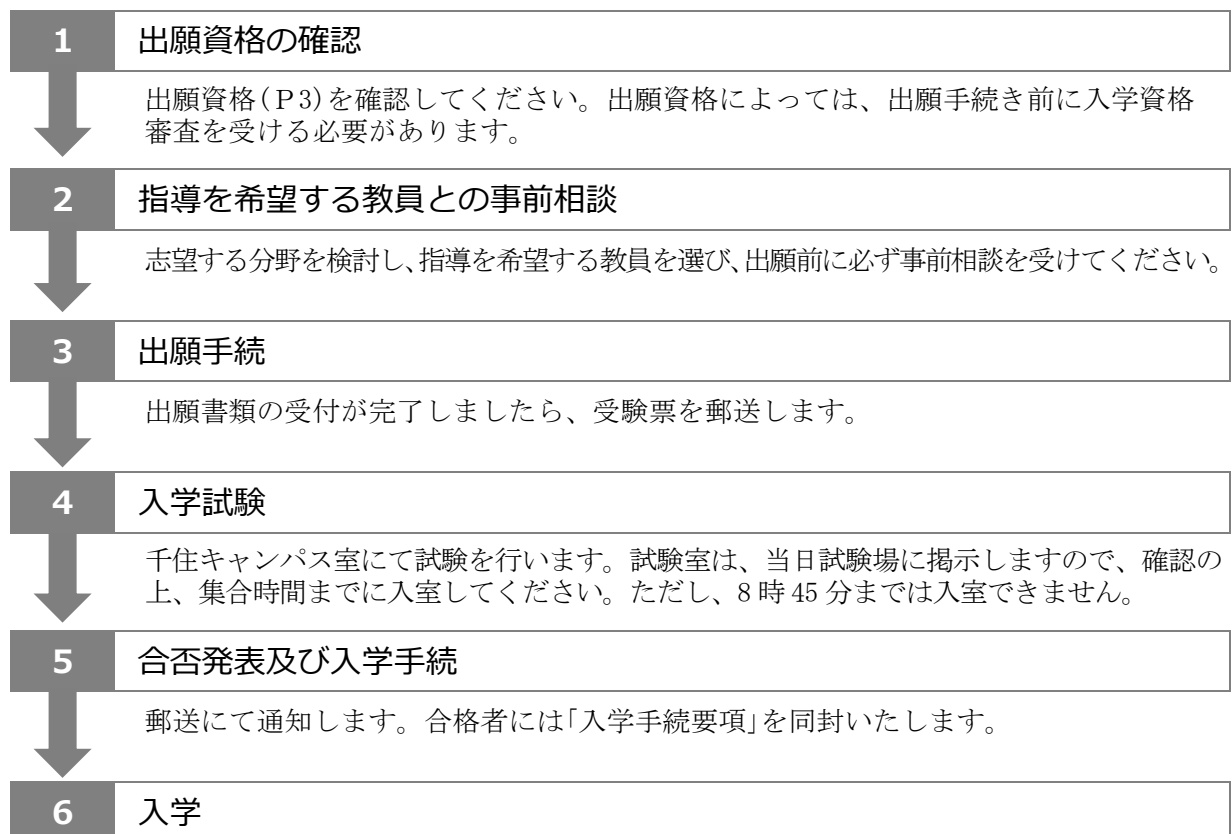 1 出願資格の確認
出願資格(P3)を確認してください。出願資格によっては、出願手続き前に入学資格
審査を受ける必要があります。
2 指導を希望する教員との事前相談
志望する分野を検討し、指導を希望する教員を選び、出願前に必ず事前相談を受けてください。
3 出願手続
出願書類の受付が完了しましたら、受験票を郵送します。
4 入学試験
千住キャンパス室にて試験を行います。試験室は、当日試験場に掲示しますので、確認の
上、集合時間までに入室してください。ただし、8 時 45 分までは入室できません。
5 合否発表及び入学手続
郵送にて通知します。合格者には「入学手続要項」を同封いたします。
6 入学